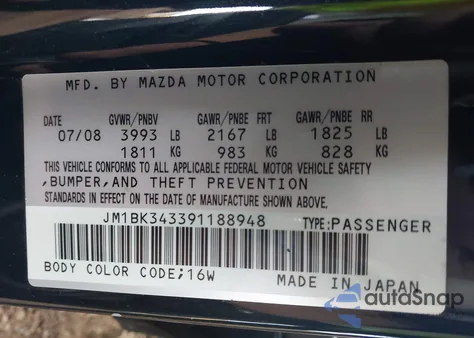 MFD. BY MAZDA MOTOR CORPORATION
DATE GVWR/PNBV GAWR/PNBE FRT GAWR/PNBE RR
07/08 3993 LB 2167 LB 1825 LB
1811 KG 983 KG 828 KG
THIS VEHICLE CONFORMS TO ALL APPLICABLE FEDERAL MOTOR VEHICLE SAFETY
,BUMPER,AND THEFT PREVENTION
STANDARDS IN EFFECT ON THE DATE OF MANUFACTURE SHOWN ABOVE.
JM1BK343391188948 TYPE:PASSENGER
BODY COLOR CODE;16W MADE IN JAPAN
autoSnap